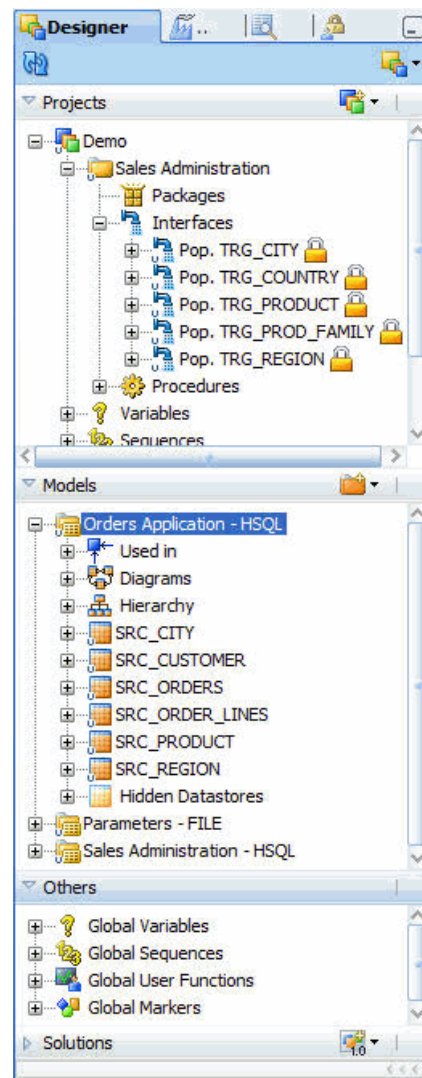 Designer ..
Projects
Demo
Sales Administration
Packages
Interfaces
Pop. TRG_CITY
Pop. TRG_COUNTRY
Pop. TRG_PRODUCT
Pop. TRG_PROD_FAMILY
Pop. TRG_REGION
Procedures
Variables
Sequences
Models
Orders Application - HSQL
Used in
Diagrams
Hierarchy
SRC_CITY
SRC_CUSTOMER
SRC_ORDERS
SRC_ORDER_LINES
SRC_PRODUCT
SRC_REGION
Hidden Datastores
Parameters - FILE
Sales Administration - HSQL
Others
Global Variables
Global Sequences
Global User Functions
Global Markers
Solutions 1.0